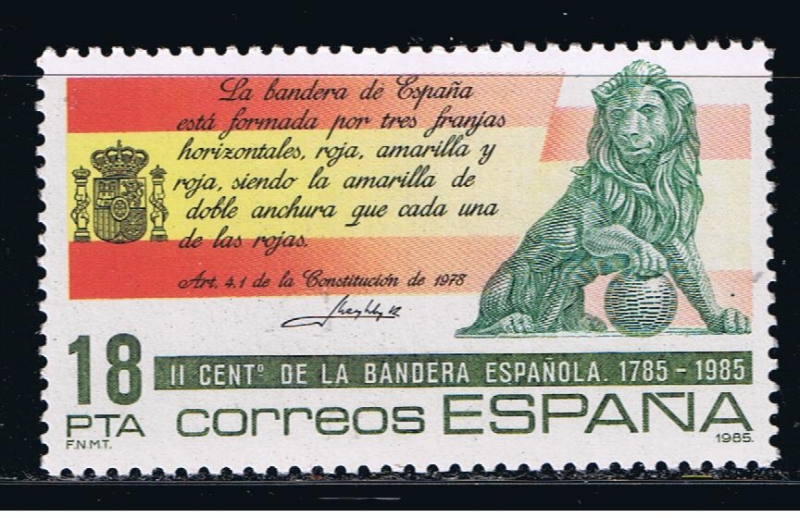 La bandera de España
está formada por tres franjas
horizontales, roja, amarilla y
roja, siendo la amarilla de
doble anchura que cada una
de las rojas.
Art. 4.1 de la Constitución de 1978
18
PTA
II CENTº DE LA BANDERA ESPAÑOLA. 1785-1985
correos ESPAÑA
F.N.M.T.
1985.